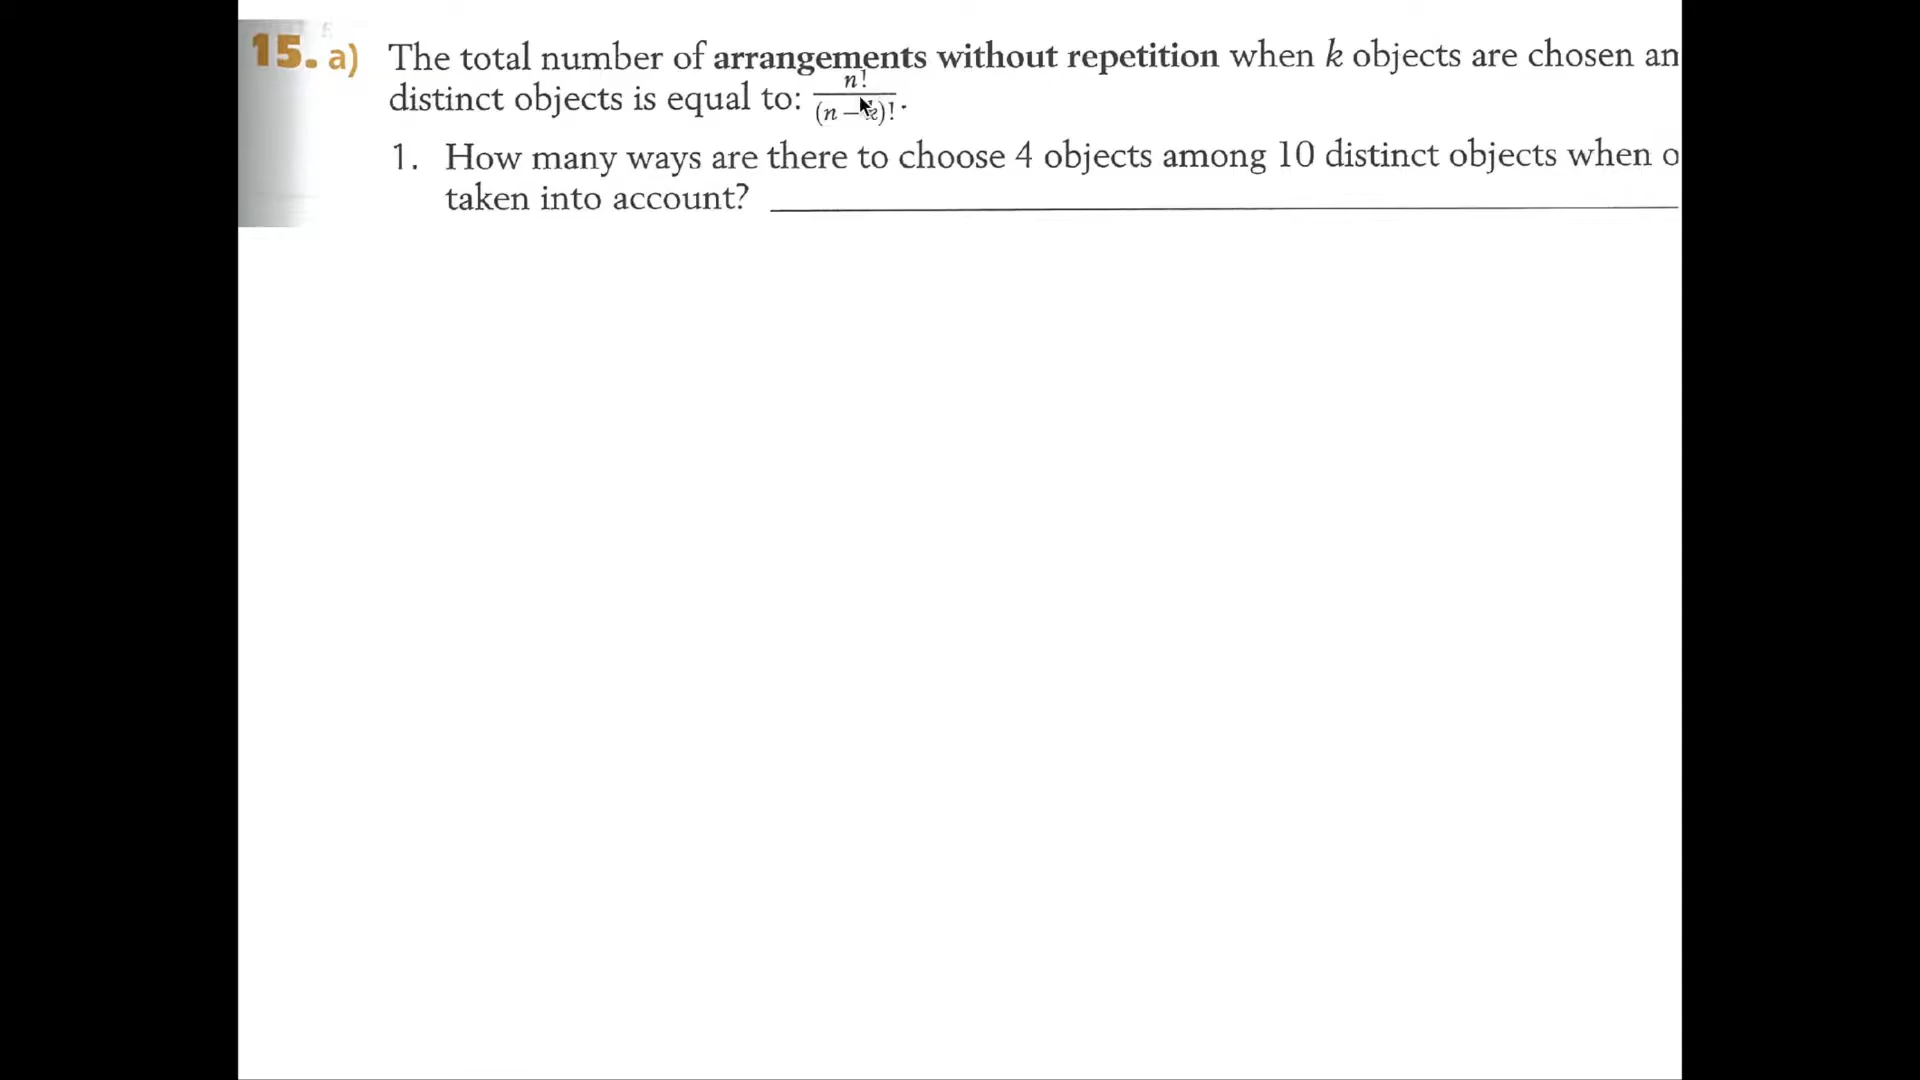 15. a) The total number of arrangements without repetition when k objects are chosen an
distinct objects is equal to: n!/(n – k)!.
1. How many ways are there to choose 4 objects among 10 distinct objects when o
taken into account?